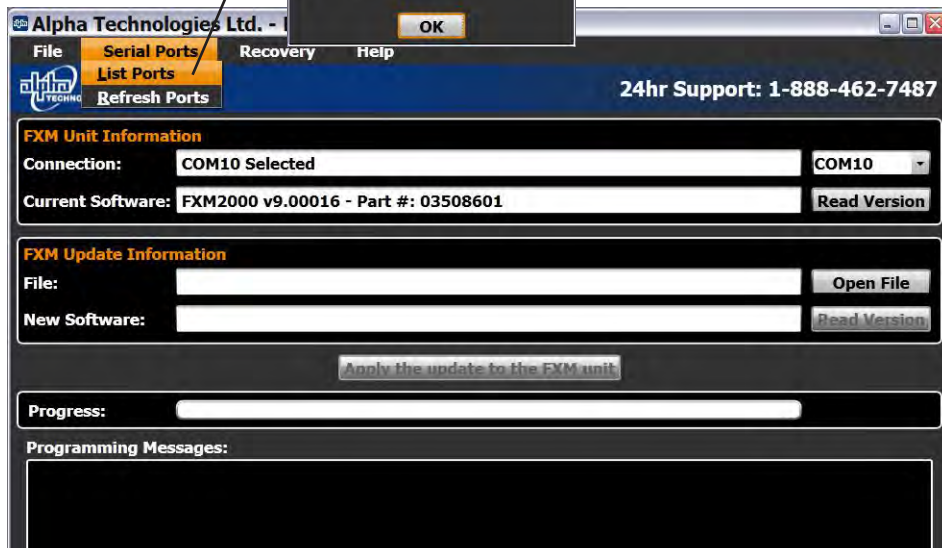 OK
Alpha Technologies Ltd. -
File Serial Ports Recovery Help
List Ports
Refresh Ports
alpha
TECHNO
24hr Support: 1-888-462-7487
FXM Unit Information
Connection: COM10 Selected COM10
Current Software: FXM2000 v9.00016 - Part #: 03508601 Read Version
FXM Update Information
File: Open File
New Software: Read Version
Apply the update to the FXM unit
Progress:
Programming Messages: